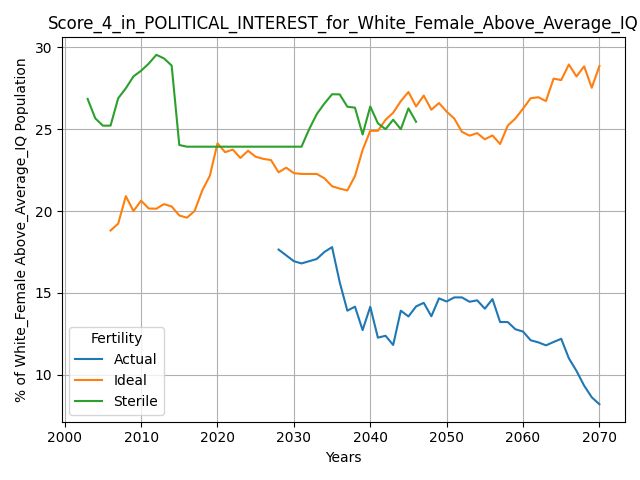 Score_4_in_POLITICAL_INTEREST_for_White_Female_Above_Average_IQ
% of White_Female Above_Average_IQ Population
30
25
20
15
10
Fertility
Actual
Ideal
Sterile
2000 2010 2020 2030 2040 2050 2060 2070
Years